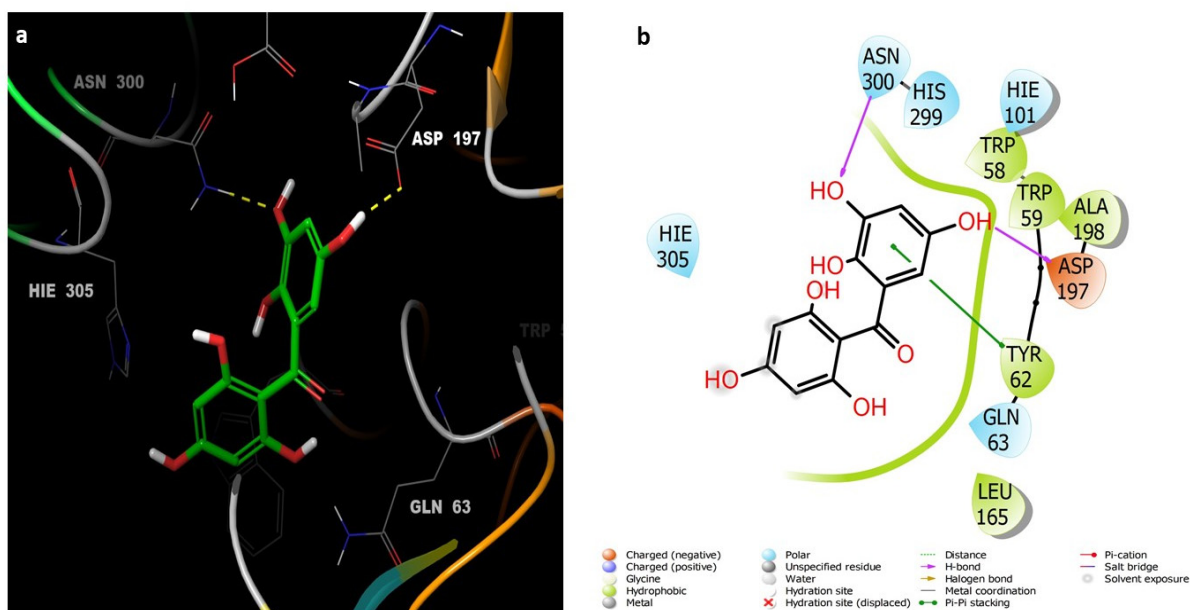 a
ASN 300
ASP 197
HIE 305
TRP
GLN 63
b
ASN
300
HIS
299
HIE
101
TRP
58
TRP
59
ALA
198
ASP
197
HIE
305
TYR
62
GLN
63
LEU
165
HO
OH
HO
OH
O
HO
OH
Charged (negative)
Charged (positive)
Glycine
Hydrophobic
Metal
Polar
Unspecified residue
Water
Hydration site
Hydration site (displaced)
Distance
H-bond
Halogen bond
Metal coordination
Pi-Pi stacking
Pi-cation
Salt bridge
Solvent exposure